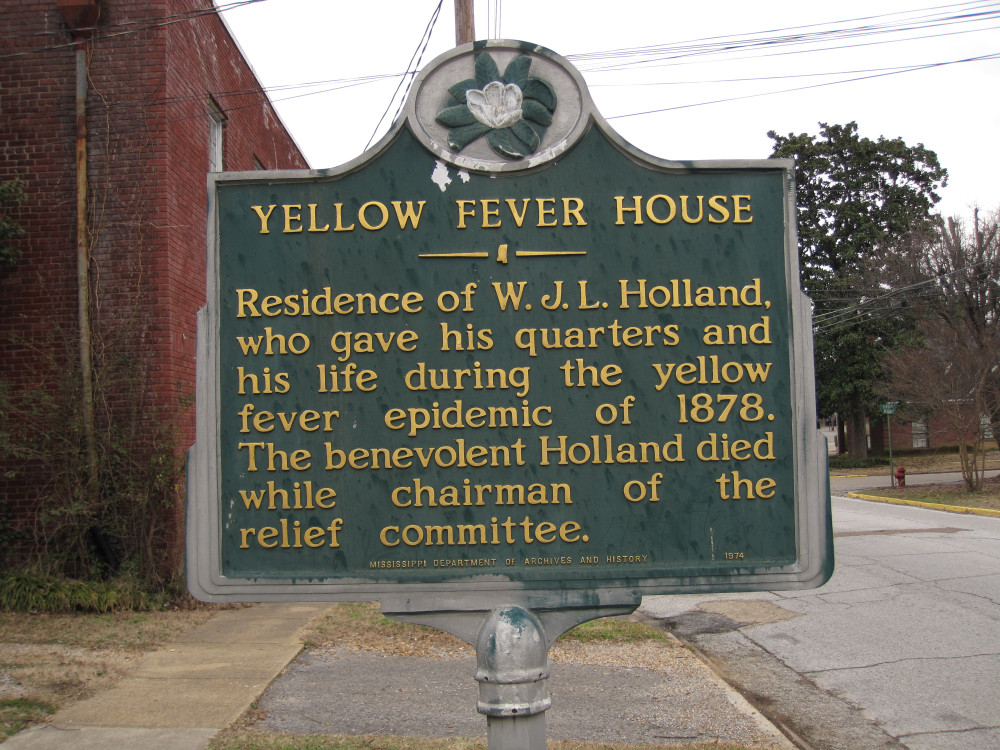 YELLOW FEVER HOUSE
Residence of W. J. L. Holland,
who gave his quarters and
his life during the yellow
fever epidemic of 1878.
The benevolent Holland died
while chairman of the
relief committee.
MISSISSIPPI DEPARTMENT OF ARCHIVES AND HISTORY 1974